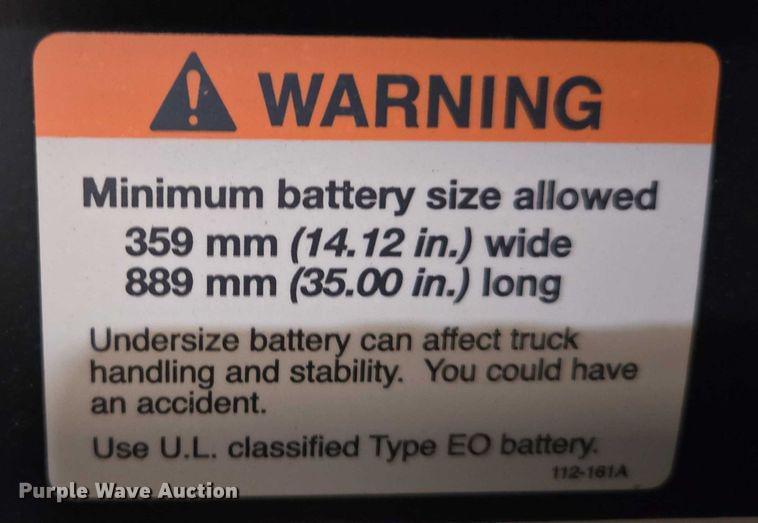 WARNING
Minimum battery size allowed
359 mm (14.12 in.) wide
889 mm (35.00 in.) long
Undersize battery can affect truck
handling and stability. You could have
an accident.
Use U.L. classified Type EO battery.
112-161A
Purple Wave Auction